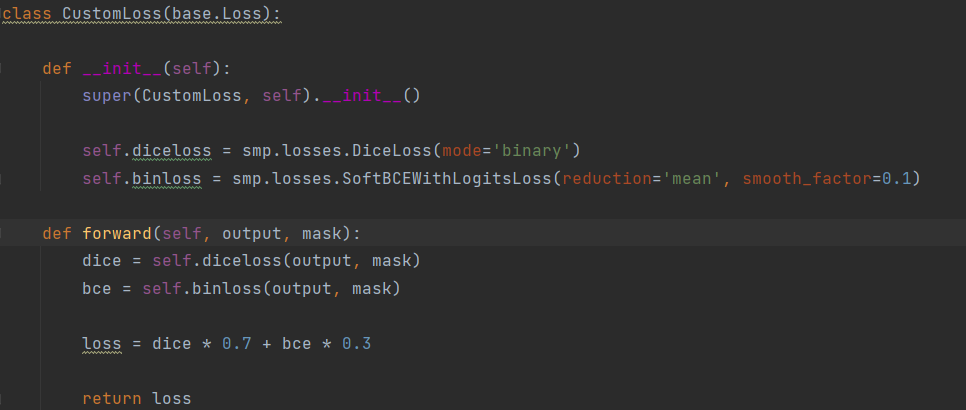 class CustomLoss(base.Loss):
def __init__(self):
super(CustomLoss, self).__init__()
self.diceloss = smp.losses.DiceLoss(mode='binary')
self.binloss = smp.losses.SoftBCEWithLogitsLoss(reduction='mean', smooth_factor=0.1)
def forward(self, output, mask):
dice = self.diceloss(output, mask)
bce = self.binloss(output, mask)
loss = dice * 0.7 + bce * 0.3
return loss